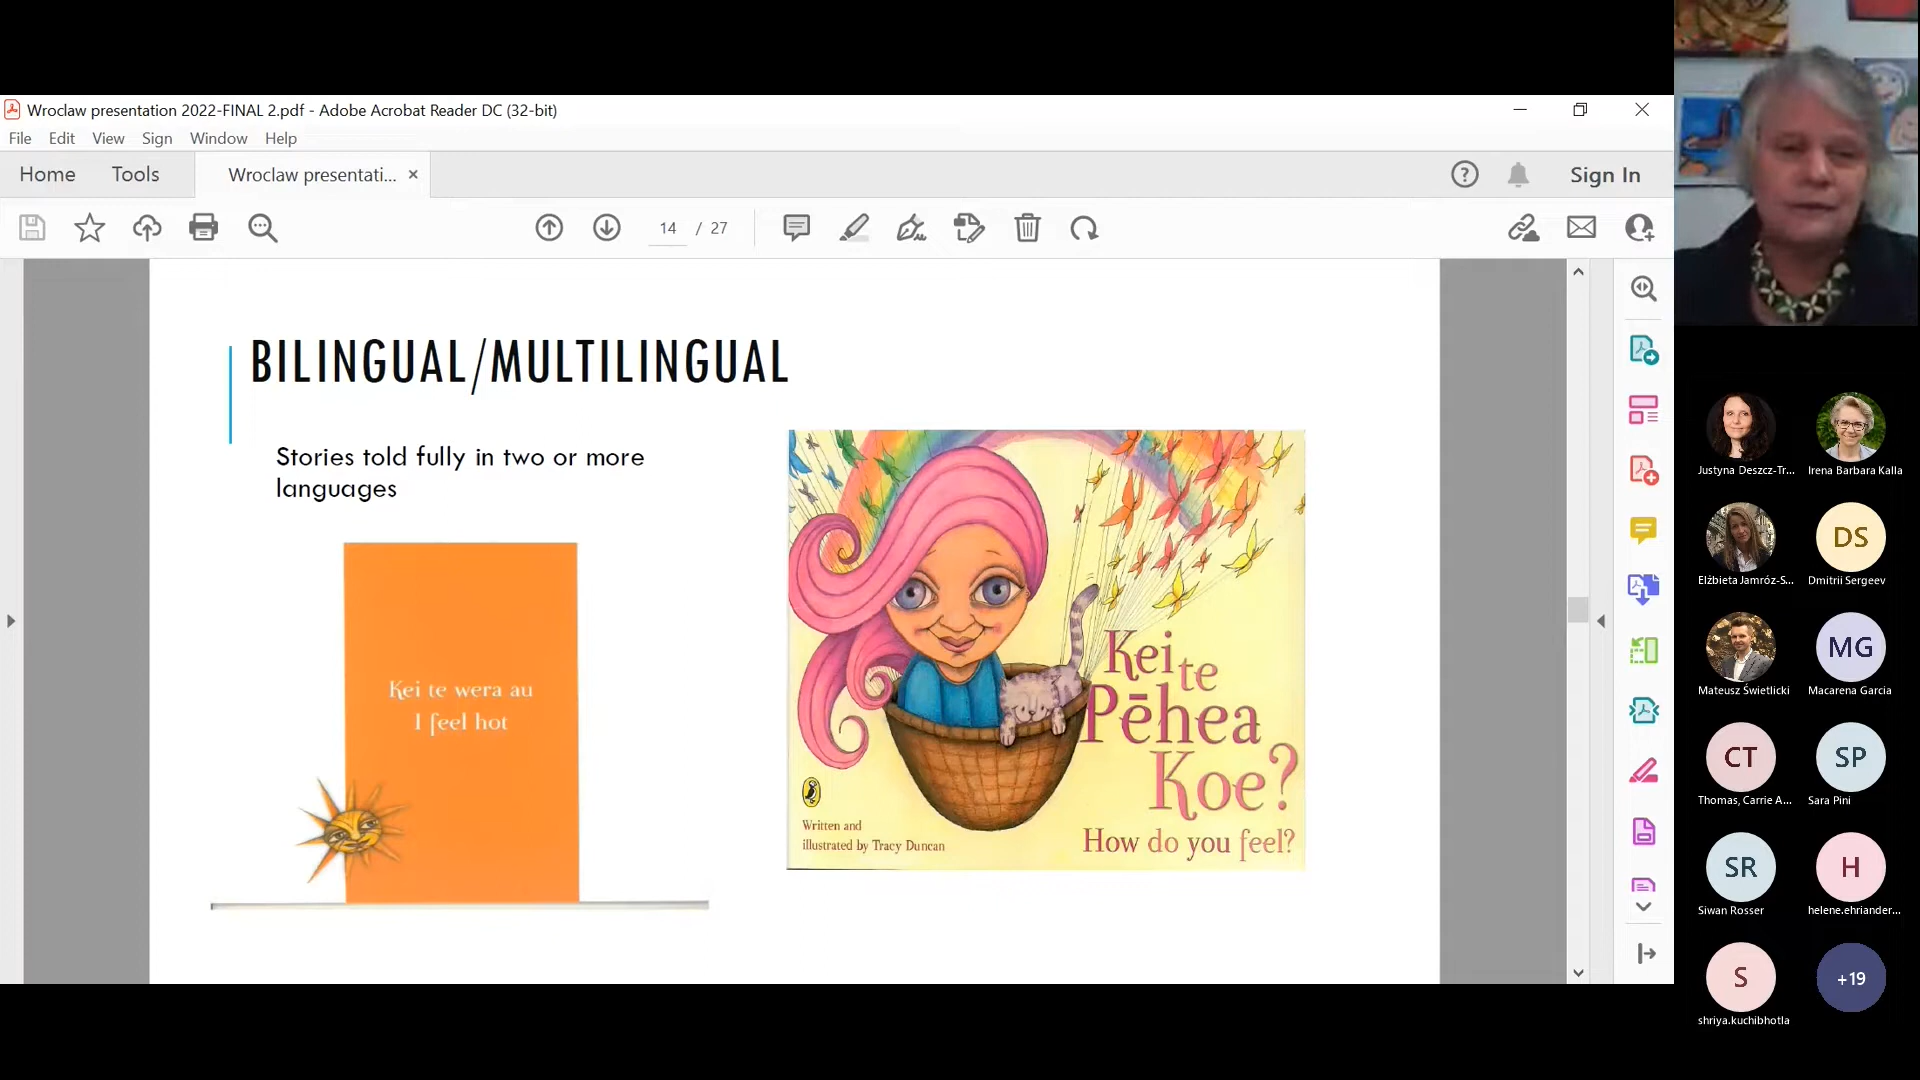 Wroclaw presentation 2022-FINAL 2.pdf - Adobe Acrobat Reader DC (32-bit)
File Edit View Sign Window Help
Home Tools Wroclaw presentati... × Sign In
14 / 27
BILINGUAL/MULTILINGUAL
Stories told fully in two or more
languages
Kei te wera au
I feel hot
Kei te
Pēhea
Koe?
How do you feel?
Written and
illustrated by Tracy Duncan
Justyna Deszcz-Tr... Irena Barbara Kalla
DS
Elżbieta Jamróz-S... Dmitrii Sergeev
MG
Mateusz Świetlicki Macarena Garcia
CT SP
Thomas, Carrie A... Sara Pini
SR H
Siwan Rosser helene.ehriander...
S +19
shriya.kuchibhotla